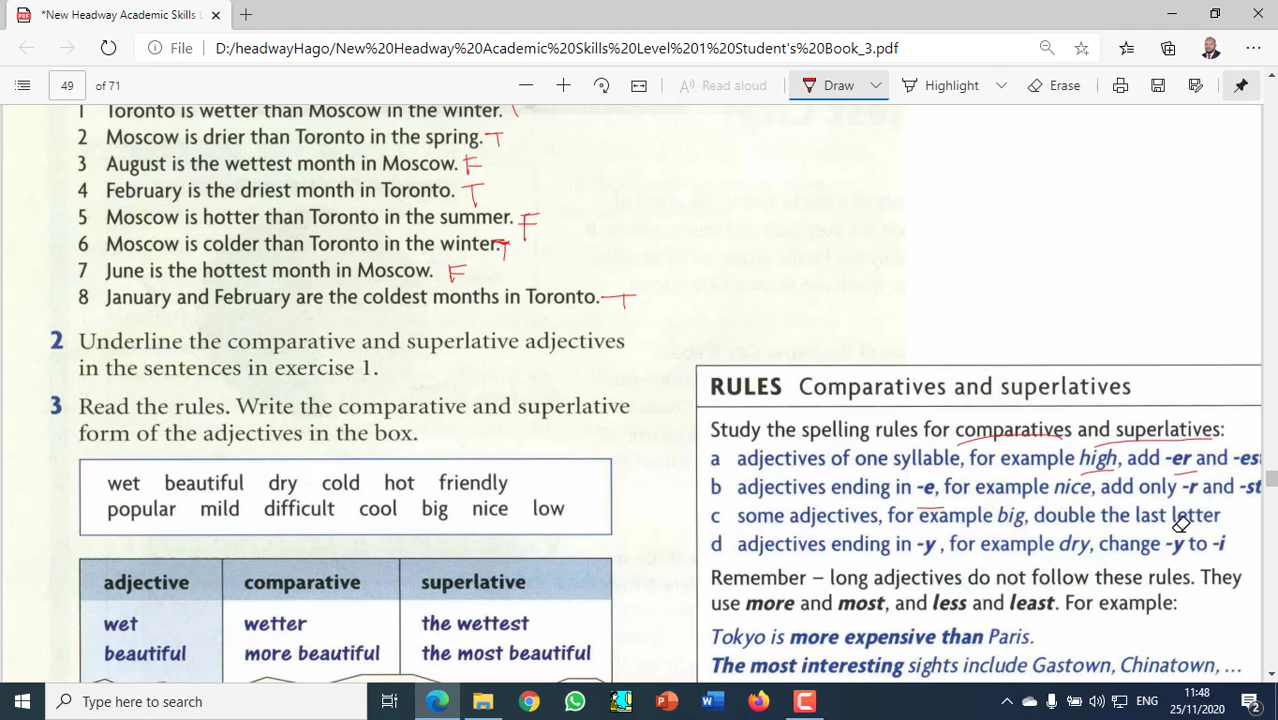 *New Headway Academic Skills L
File
D:/headwayHago/New%20Headway%20Academic%20Skills%20Level%201%20Student's%20Book_3.pdf
49 of 71
Read aloud
Draw
Highlight
Erase
1 Toronto is wetter than Moscow in the winter.
2 Moscow is drier than Toronto in the spring. T
3 August is the wettest month in Moscow. F
4 February is the driest month in Toronto. T
5 Moscow is hotter than Toronto in the summer. F
6 Moscow is colder than Toronto in the winter. T
7 June is the hottest month in Moscow. F
8 January and February are the coldest months in Toronto. T
2 Underline the comparative and superlative adjectives
in the sentences in exercise 1.
3 Read the rules. Write the comparative and superlative
form of the adjectives in the box.
wet beautiful dry cold hot friendly
popular mild difficult cool big nice low
adjective comparative superlative
wet wetter the wettest
beautiful more beautiful the most beautiful
RULES Comparatives and superlatives
Study the spelling rules for comparatives and superlatives:
a adjectives of one syllable, for example high, add -er and -es
b adjectives ending in -e, for example nice, add only -r and -st
c some adjectives, for example big, double the last letter
d adjectives ending in -y, for example dry, change -y to -i
Remember – long adjectives do not follow these rules. They
use more and most, and less and least. For example:
Tokyo is more expensive than Paris.
The most interesting sights include Gastown, Chinatown, ...
Type here to search
ENG
11:48
25/11/2020
2